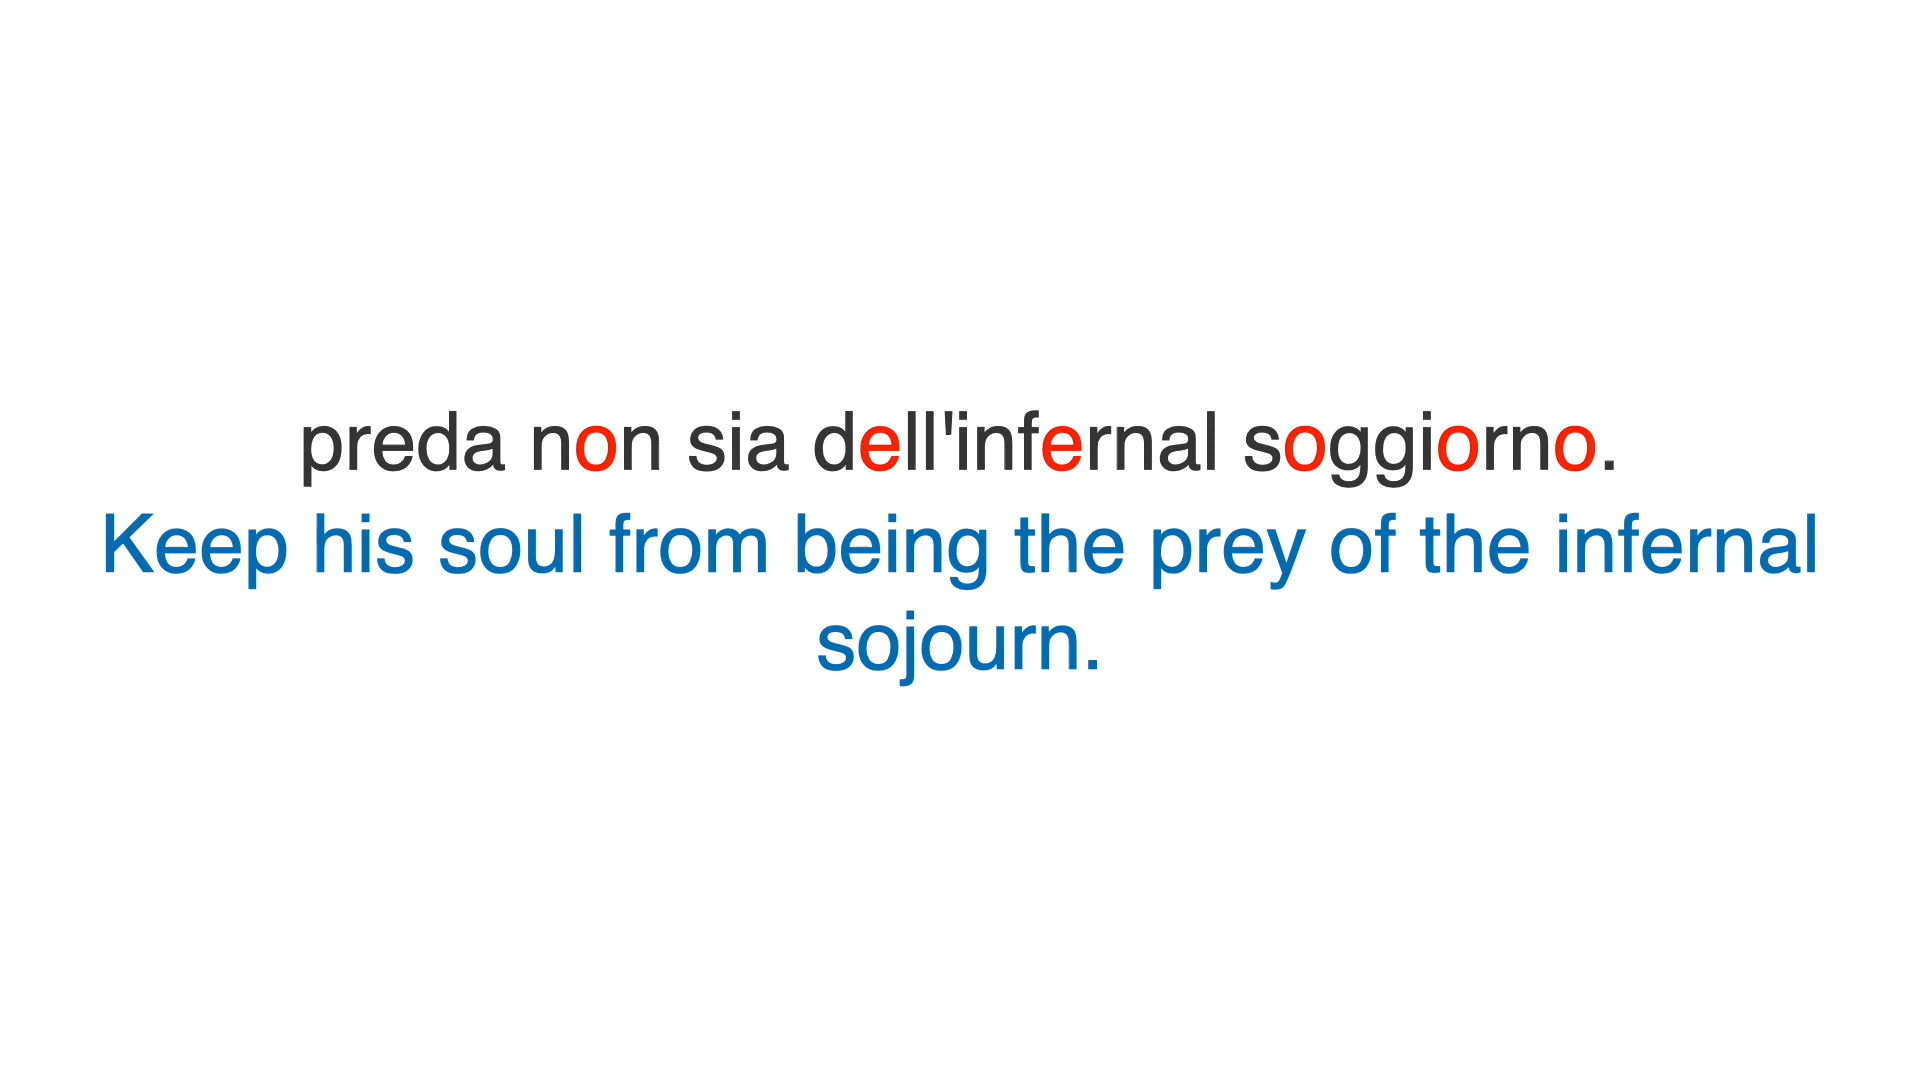 preda non sia dell'infernal soggiorno.
Keep his soul from being the prey of the infernal
sojourn.